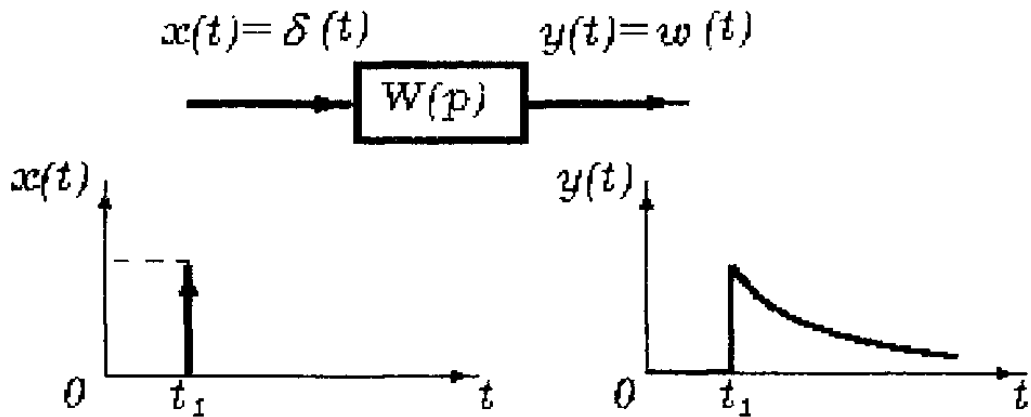 x(t)=δ(t) y(t)=w(t)
W(p)
x(t) y(t)
0 t₁ t 0 t₁ t